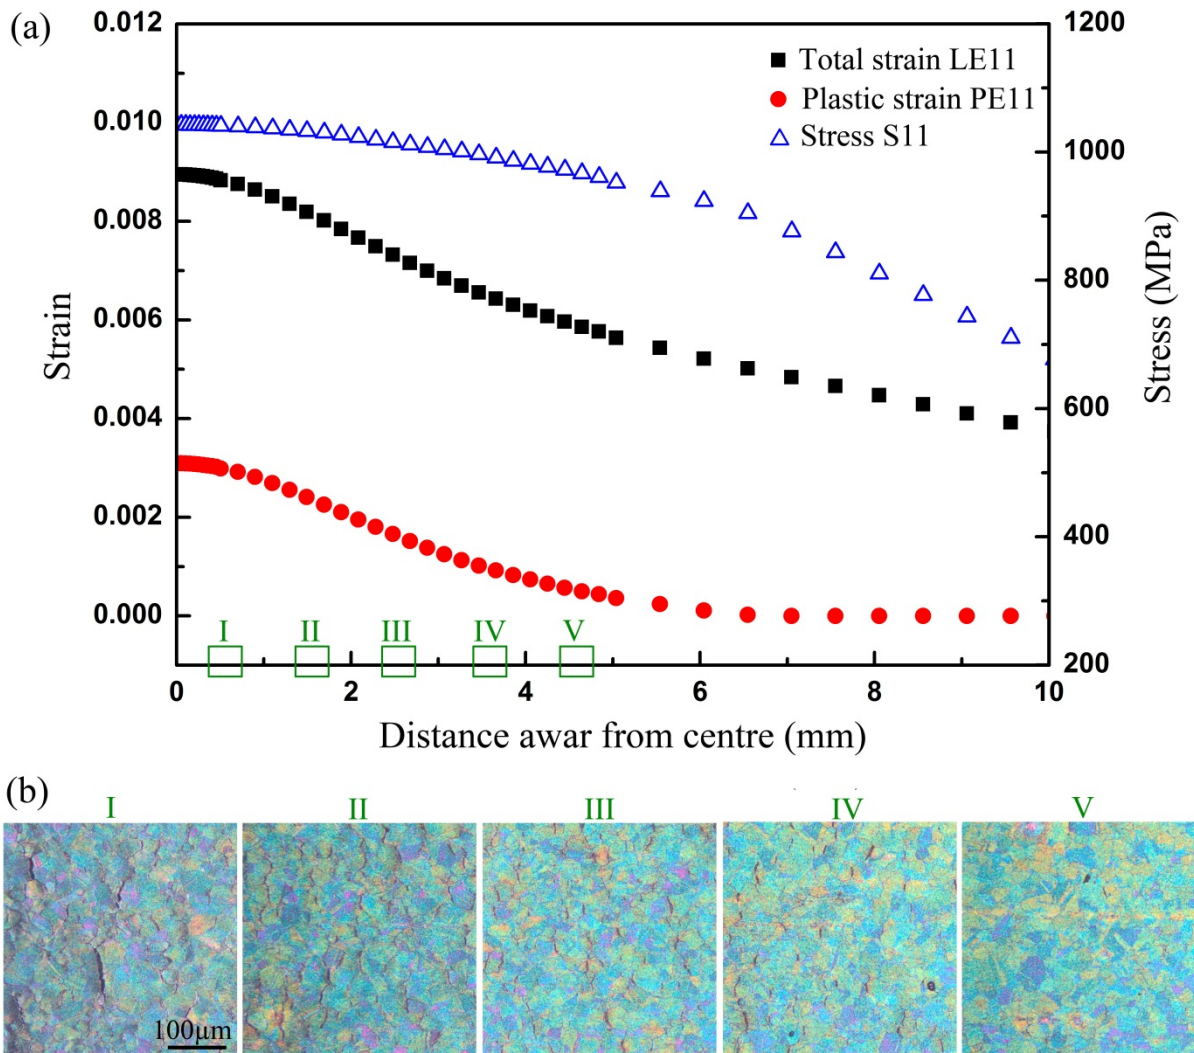 (a)
0.012
0.010
0.008
0.006
0.004
0.002
0.000
Strain
Total strain LE11
Plastic strain PE11
Stress S11
1200
1000
800
600
400
200
Stress (MPa)
I II III IV V
0 2 4 6 8 10
Distance awar from centre (mm)
(b)
I II III IV V
100μm